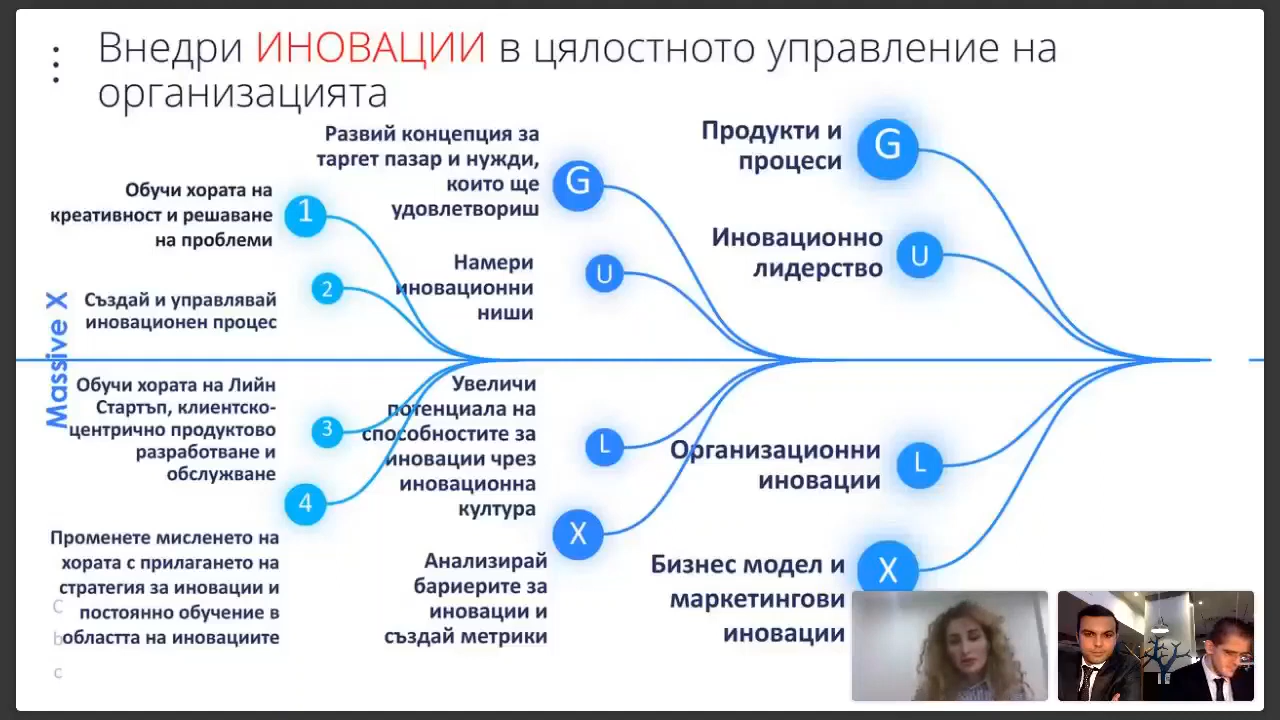 Внедри ИНОВАЦИИ в цялостното управление на
организацията
Обучи хората на
креативност и решаване
на проблеми
1
2
Създай и управлявай
иновационен процес
Massive X
Обучи хората на Лийн
Стартъп, клиентско-
центрично продуктово
разработване и
обслужване
3
4
Променете мисленето на
хората с прилагането на
стратегия за иновации и
постоянно обучение в
областта на иновациите
C
b
c
Развий концепция за
таргет пазар и нужди,
които ще
удовлетвориш
G
Намери
иновационни
ниши
U
Увеличи
потенциала на
способностите за
иновации чрез
иновационна
култура
L
X
Анализирай
бариерите за
иновации и
създай метрики
Продукти и
процеси
G
Иновационно
лидерство
U
Организационни
иновации
L
Бизнес модел и
маркетингови
иновации
X